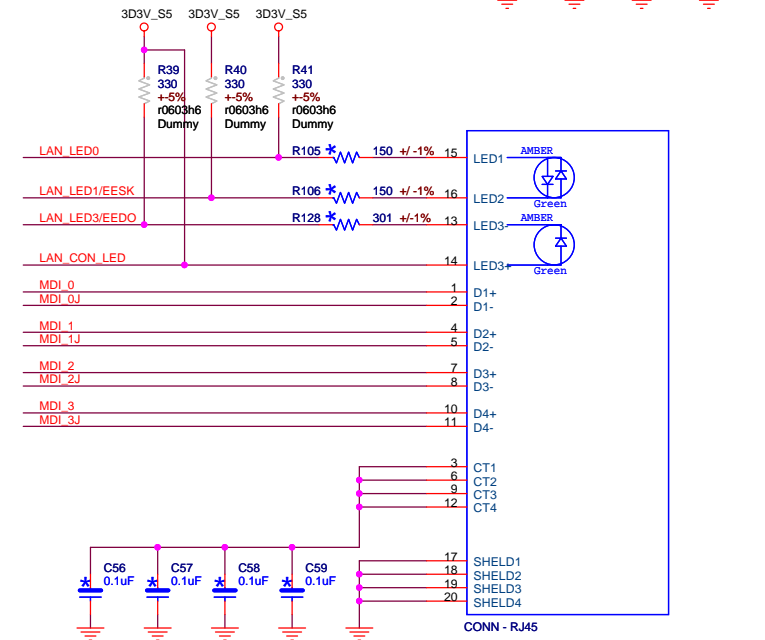 3D3V_S5 3D3V_S5 3D3V_S5
R39 R40 R41
330 330 330
+-5% +-5% +-5%
r0603h6 r0603h6 r0603h6
Dummy Dummy Dummy
LAN_LED0 R105 * 150 +/-1% 15 LED1 AMBER
LAN_LED1/EESK R106 * 150 +/-1% 16 LED2 Green
LAN_LED3/EEDO R128 * 301 +/-1% 13 LED3- AMBER
LAN_CON_LED 14 LED3+ Green
MDI_0 1 D1+
MDI_0J 2 D1-
MDI_1 4 D2+
MDI_1J 5 D2-
MDI_2 7 D3+
MDI_2J 8 D3-
MDI_3 10 D4+
MDI_3J 11 D4-
3 CT1
6 CT2
9 CT3
12 CT4
17 SHELD1
18 SHELD2
19 SHELD3
20 SHELD4
C56 C57 C58 C59
* 0.1uF * 0.1uF * 0.1uF * 0.1uF
CONN - RJ45